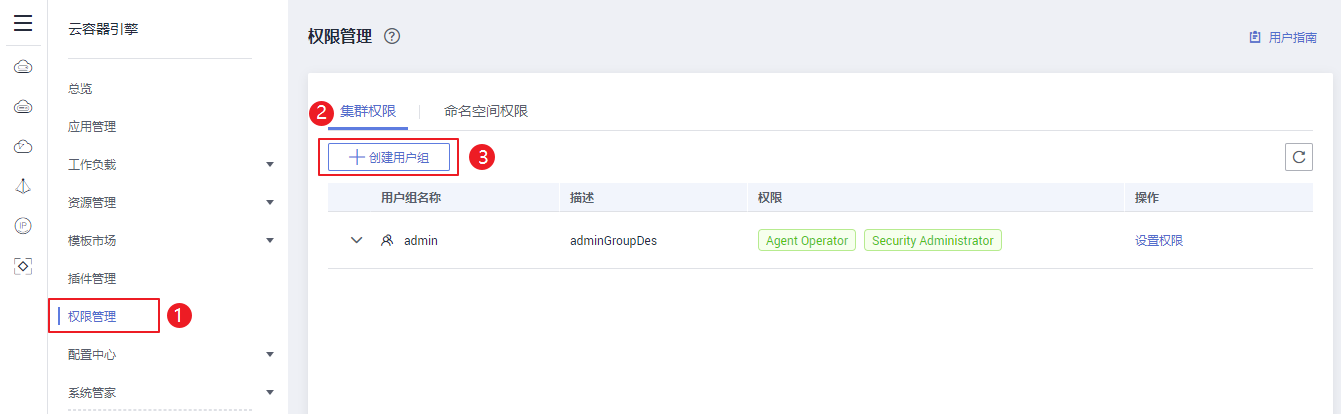 云容器引擎
总览
应用管理
工作负载
资源管理
模板市场
插件管理
权限管理
1
配置中心
系统管家
IP
权限管理 ?
用户指南
2 集群权限 命名空间权限
创建用户组 3
用户组名称 描述 权限 操作
admin adminGroupDes Agent Operator Security Administrator 设置权限